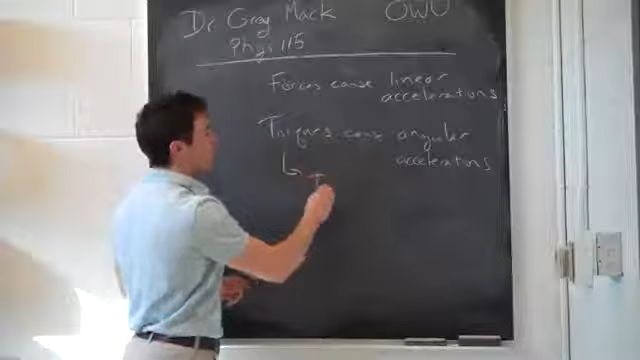 Dr Greg Mack OWU
Phys 115
Forces cause linear
accelerations
Torques cause angular
accelerations